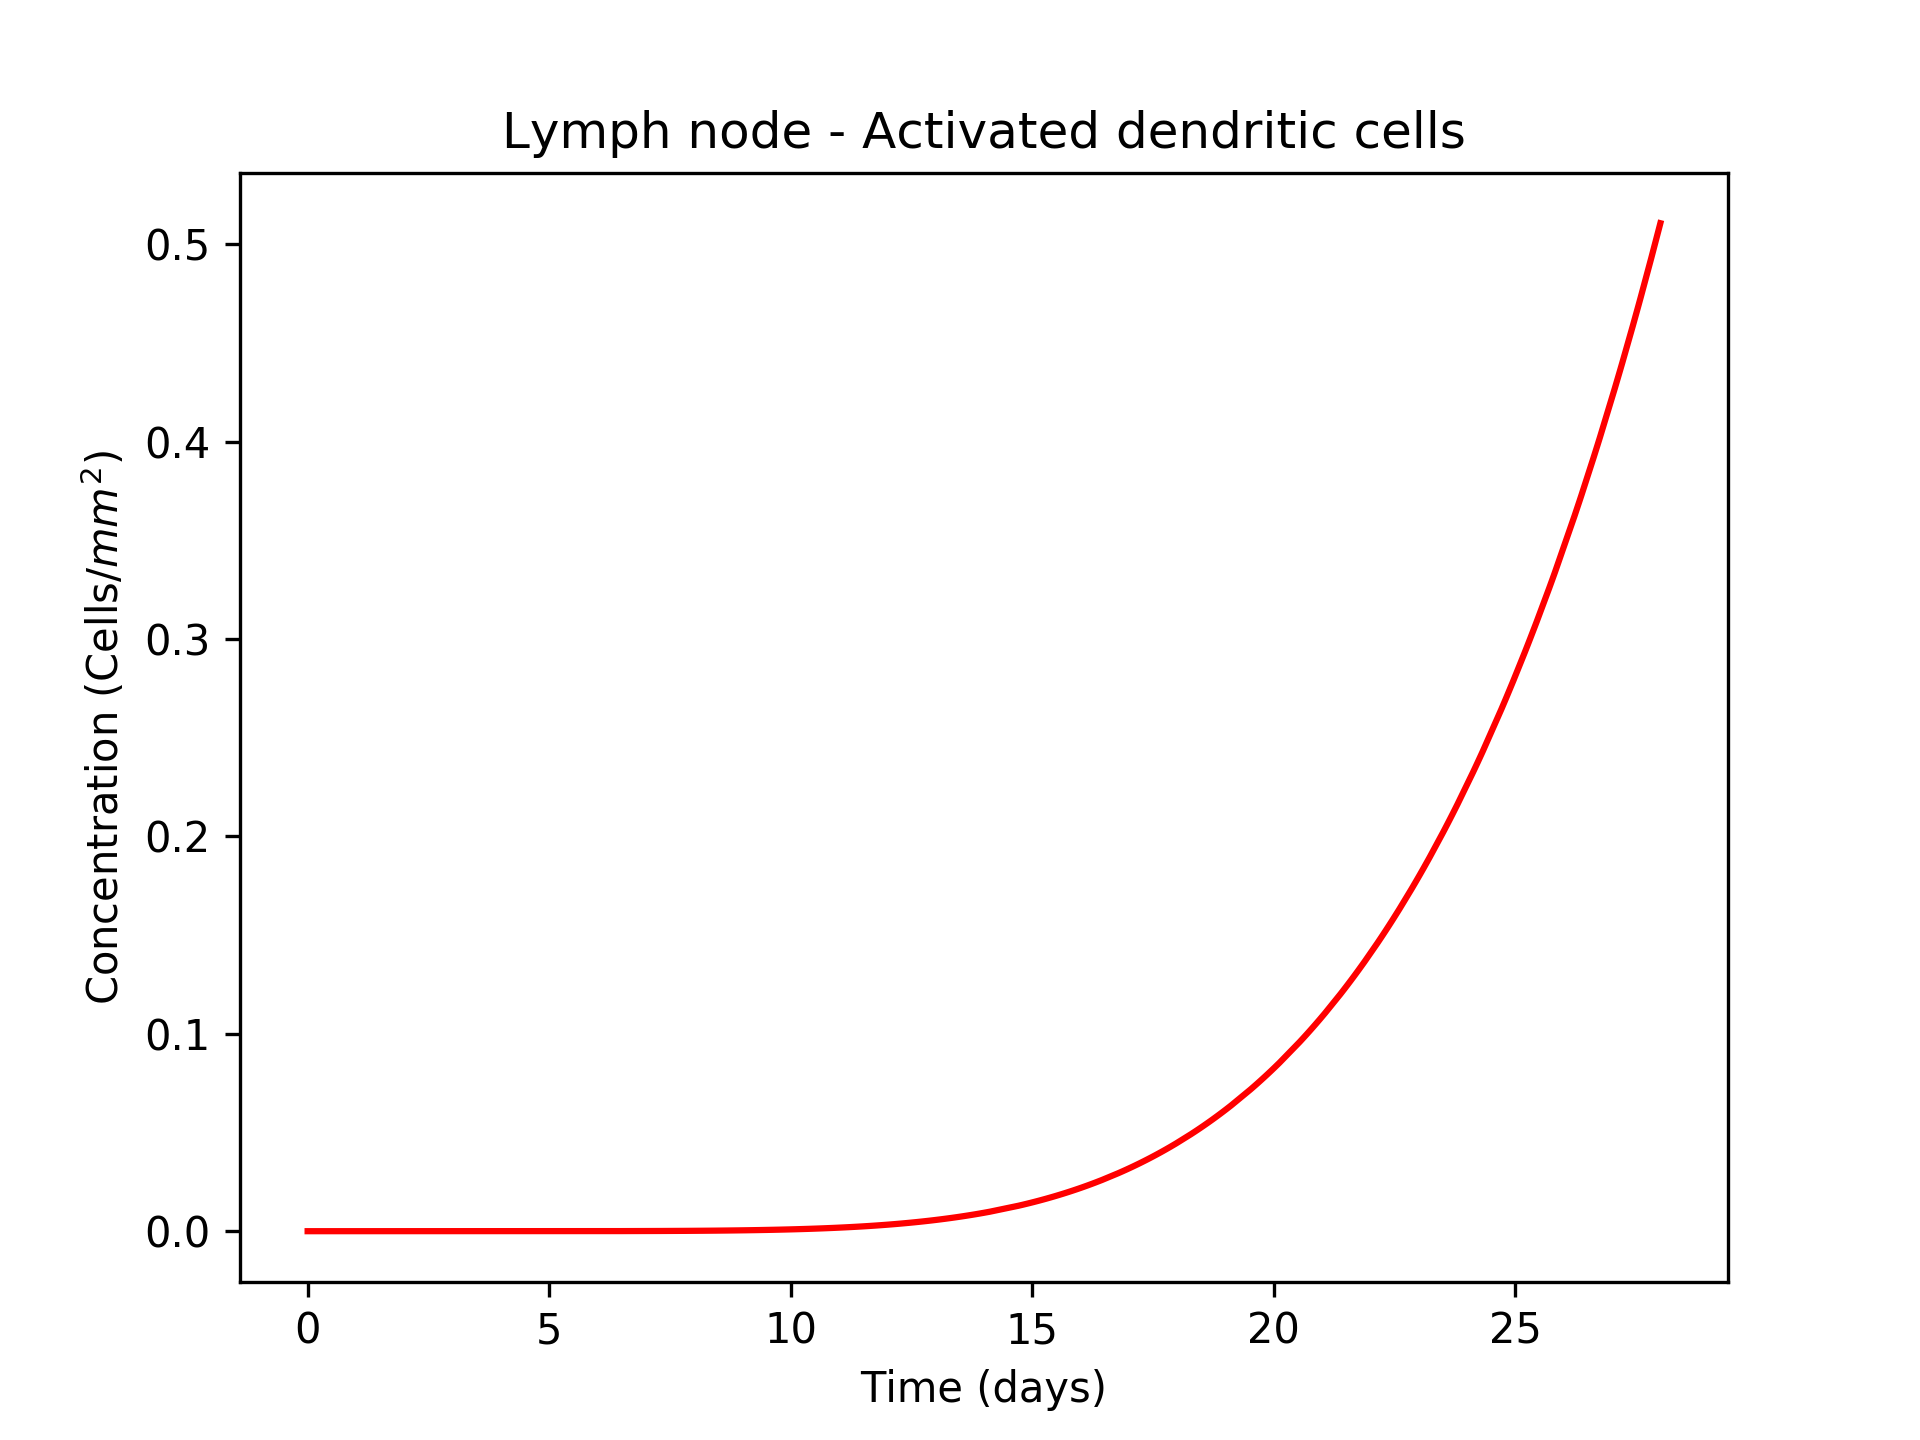 Lymph node - Activated dendritic cells
Concentration (Cells/mm²)
0.5
0.4
0.3
0.2
0.1
0.0
0 5 10 15 20 25
Time (days)